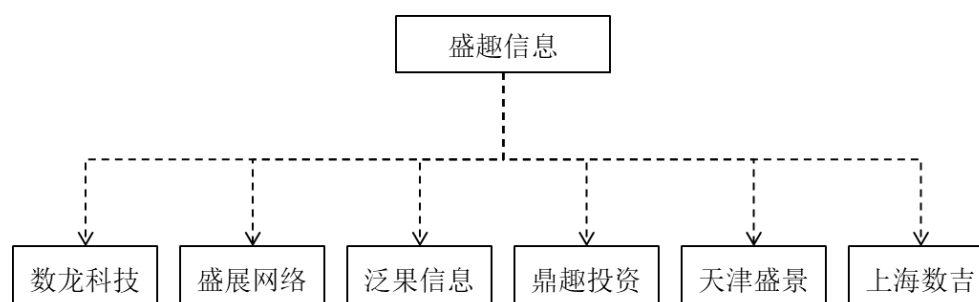 盛趣信息
数龙科技
盛展网络
泛果信息
鼎趣投资
天津盛景
上海数吉